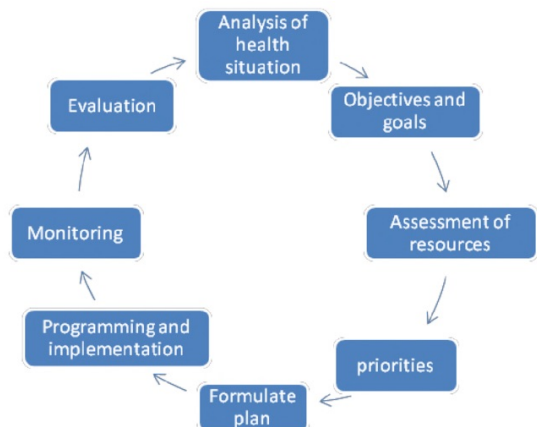 Analysis of
health
situation
Objectives and
goals
Assessment of
resources
priorities
Formulate
plan
Programming and
implementation
Monitoring
Evaluation